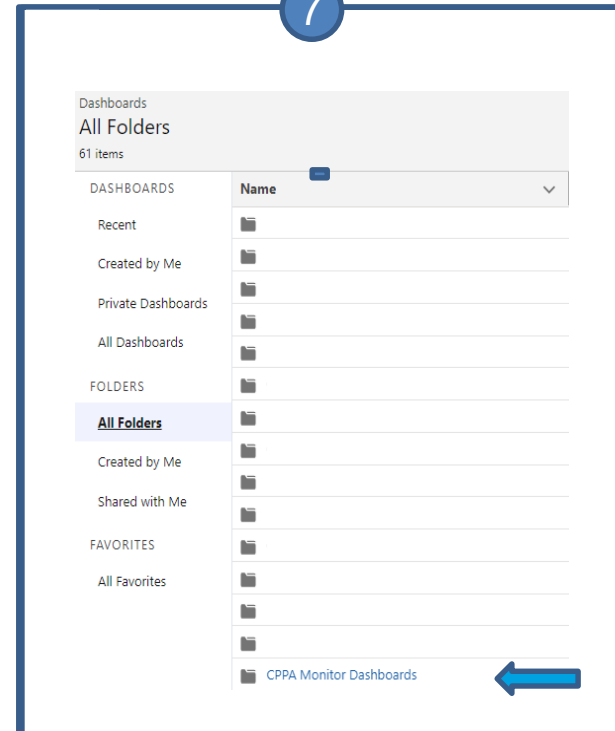 7
Dashboards
All Folders
61 items
DASHBOARDS
Recent
Created by Me
Private Dashboards
All Dashboards
FOLDERS
All Folders
Created by Me
Shared with Me
FAVORITES
All Favorites
Name
CPPA Monitor Dashboards